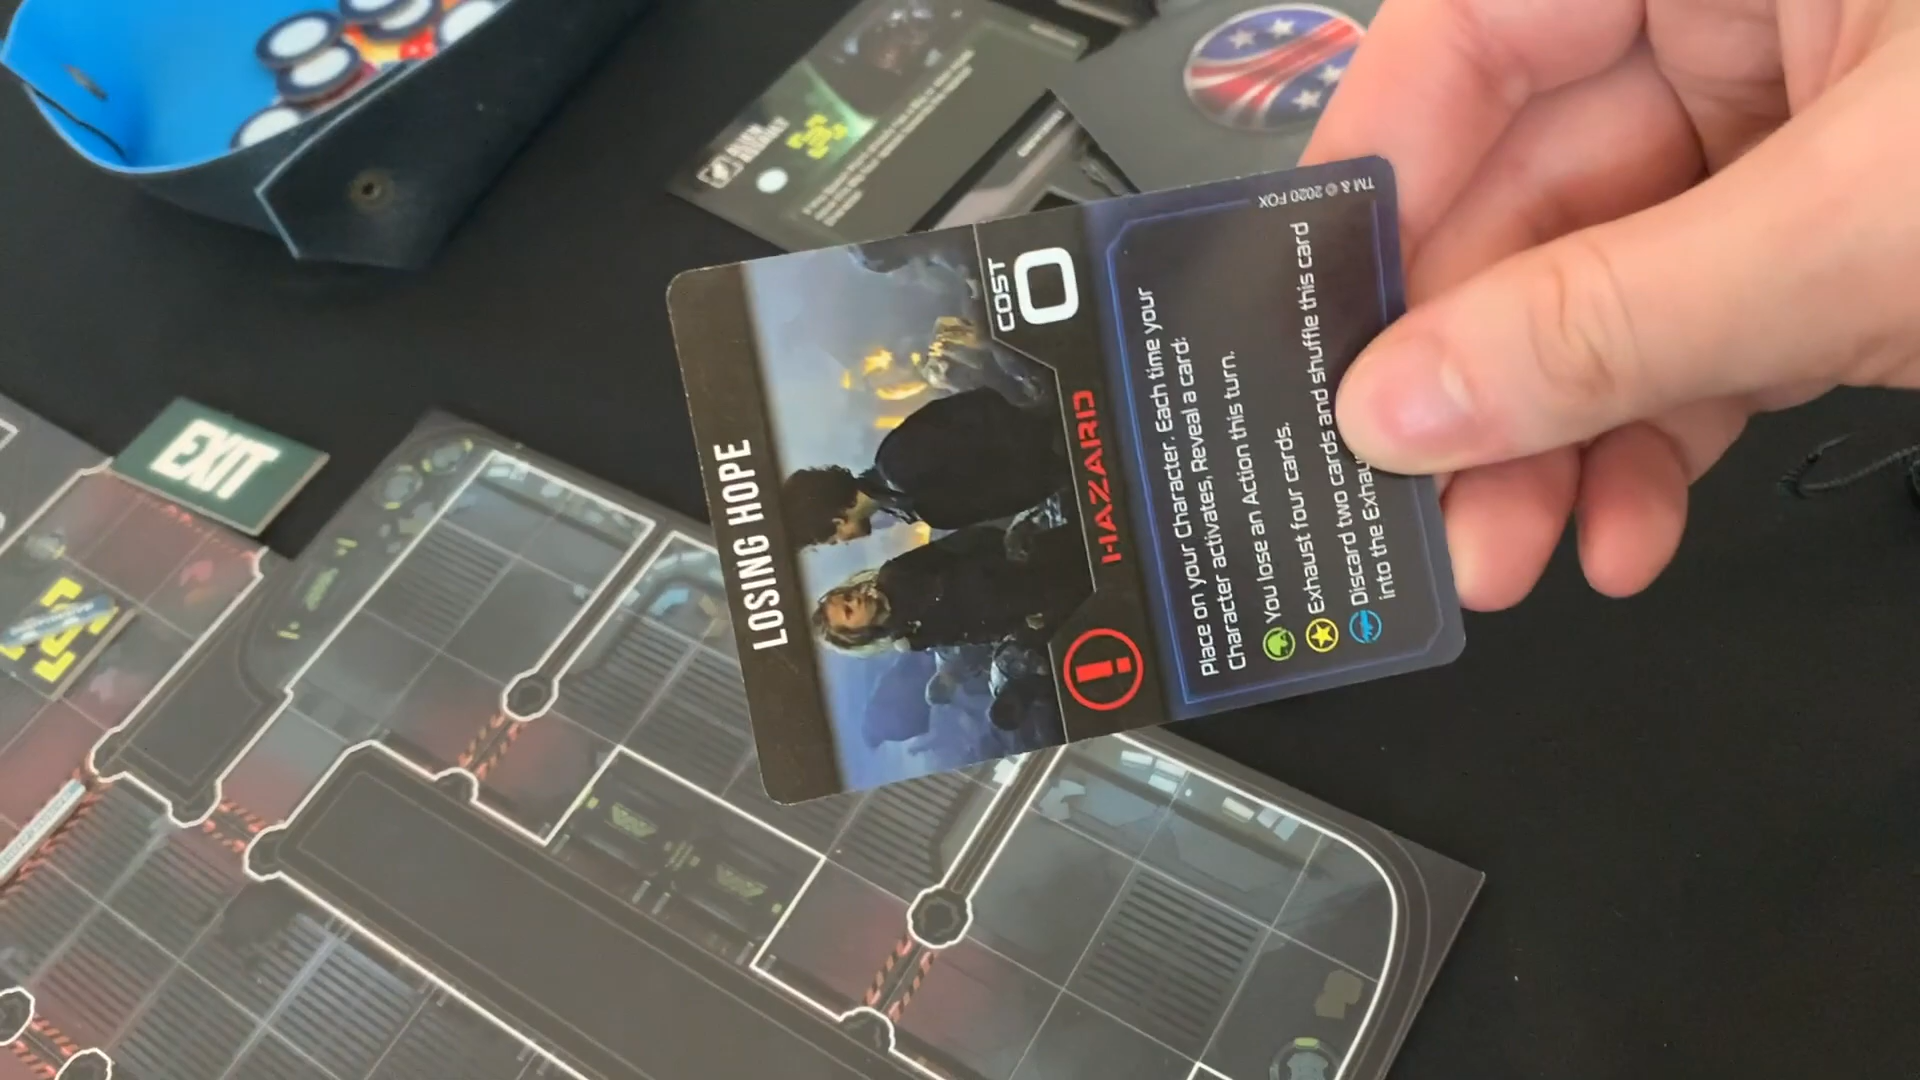 LOSING HOPE
COST
0
HAZARD
Place on your Character. Each time your
Character activates, Reveal a card:
You lose an Action this turn.
Exhaust four cards.
Discard two cards and shuffle this card
into the
TM & © 2020 FOX
EXIT
ALIEN